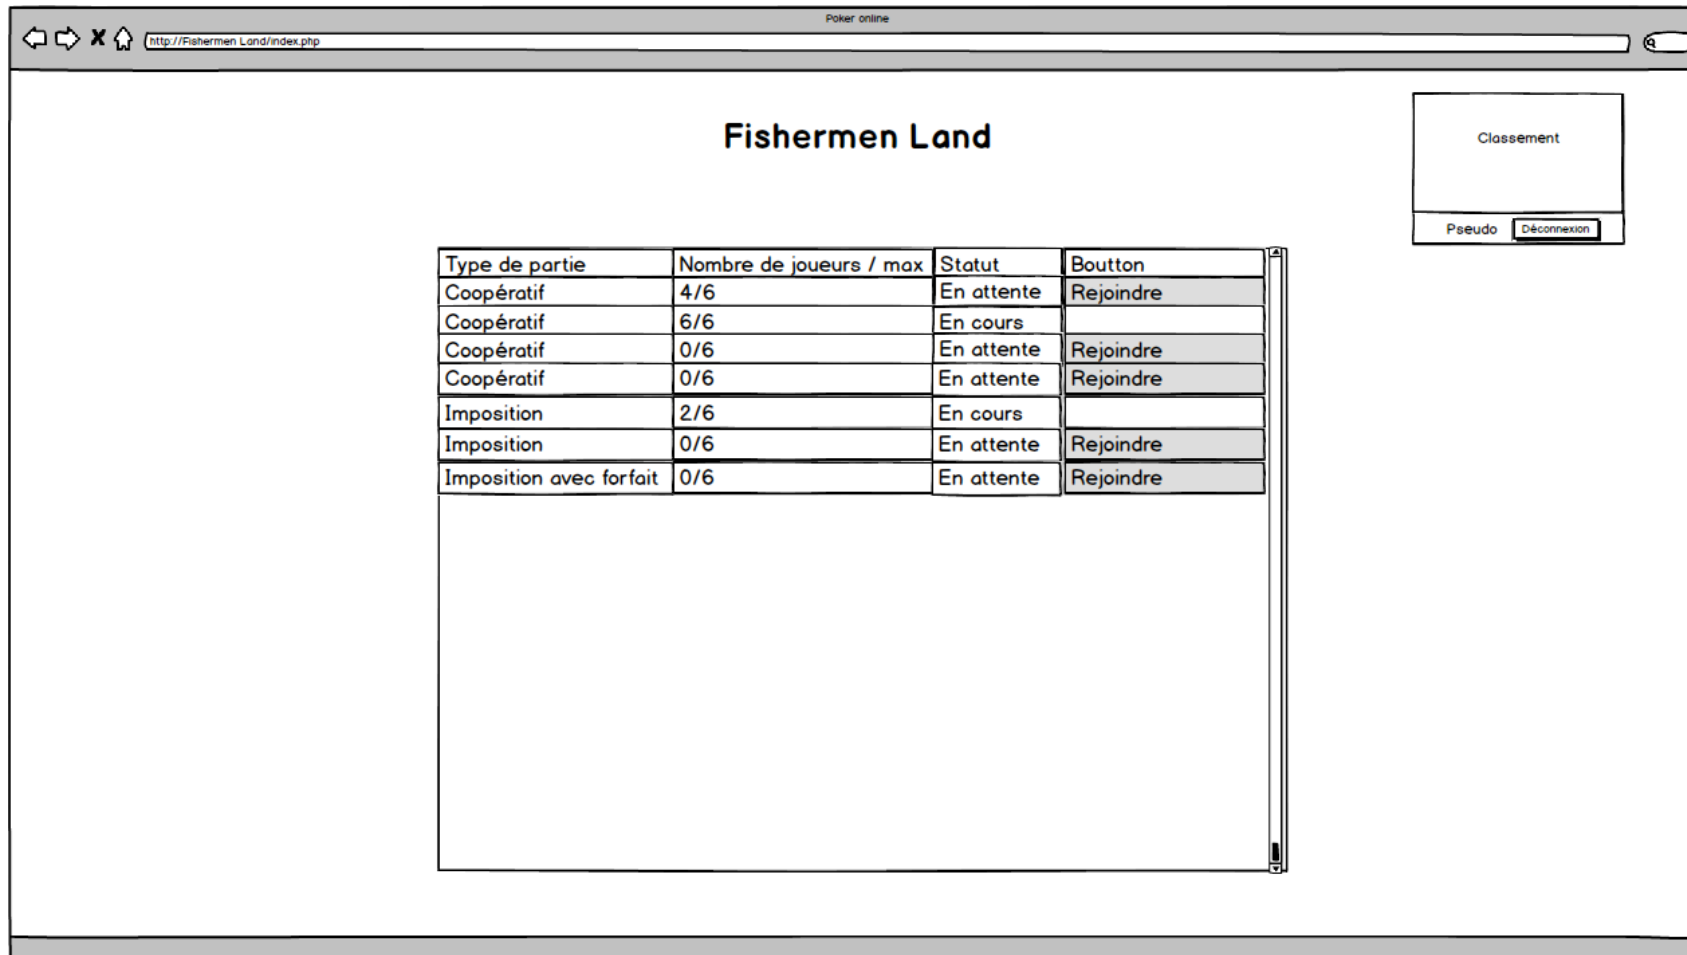 Poker online
http://Fishermen Land/index.php
Fishermen Land
Classement
Pseudo Déconnexion
Type de partie Nombre de joueurs / max Statut Boutton
Coopératif 4/6 En attente Rejoindre
Coopératif 6/6 En cours
Coopératif 0/6 En attente Rejoindre
Coopératif 0/6 En attente Rejoindre
Imposition 2/6 En cours
Imposition 0/6 En attente Rejoindre
Imposition avec forfait 0/6 En attente Rejoindre